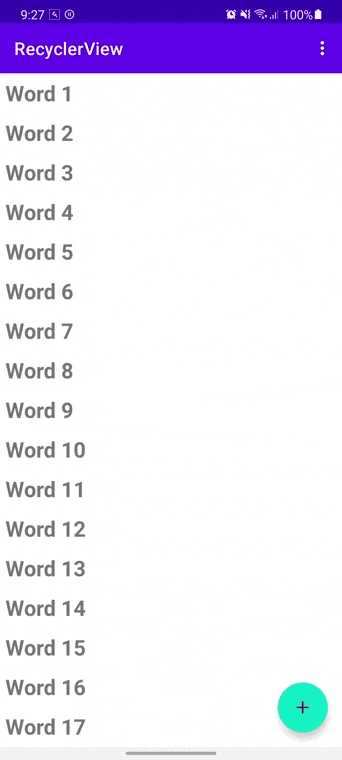 9:27 100%
RecyclerView
Word 1
Word 2
Word 3
Word 4
Word 5
Word 6
Word 7
Word 8
Word 9
Word 10
Word 11
Word 12
Word 13
Word 14
Word 15
Word 16
Word 17
+